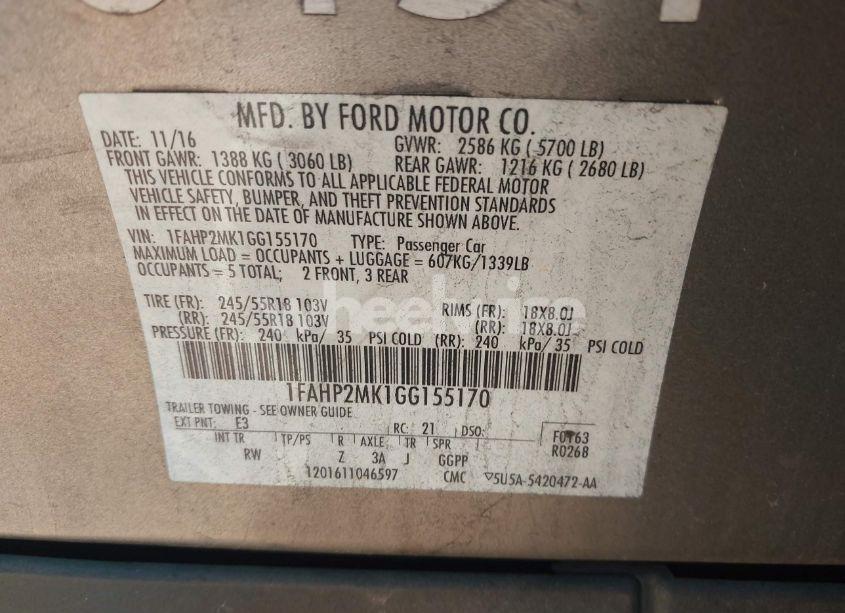 MFD. BY FORD MOTOR CO.
DATE: 11/16 GVWR: 2586 KG ( 5700 LB)
FRONT GAWR: 1388 KG ( 3060 LB) REAR GAWR: 1216 KG ( 2680 LB)
THIS VEHICLE CONFORMS TO ALL APPLICABLE FEDERAL MOTOR
VEHICLE SAFETY, BUMPER, AND THEFT PREVENTION STANDARDS
IN EFFECT ON THE DATE OF MANUFACTURE SHOWN ABOVE.
VIN: 1FAHP2MK1GG155170 TYPE: Passenger Car
MAXIMUM LOAD = OCCUPANTS + LUGGAGE = 607KG/1339LB
OCCUPANTS = 5 TOTAL; 2 FRONT, 3 REAR
TIRE (FR): 245/55R18 103V RIMS (FR): 18X8.0J
(RR): 245/55R18 103V (RR): 18X8.0J
PRESSURE (FR): 240 kPa/ 35 PSI COLD (RR): 240 kPa/ 35 PSI COLD
1FAHP2MK1GG155170
TRAILER TOWING - SEE OWNER GUIDE
EXT PNT: E3 RC: 21 DSO: F0163
INT TR TP/PS R AXLE TR SPR R0268
RW Z 3A J GGPP
1201611046597 CMC ▽5U5A-5420472-AA